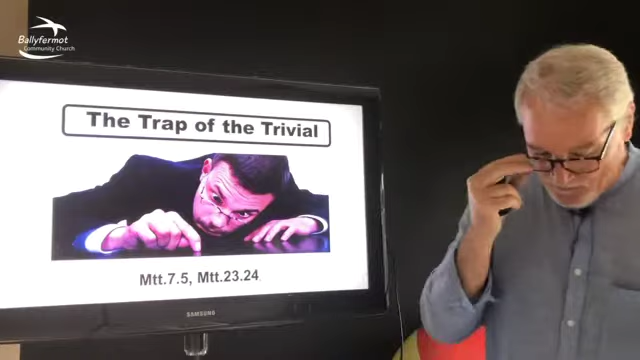 Ballyfermot
Community Church
The Trap of the Trivial
Mtt.7.5, Mtt.23.24
SAMSUNG